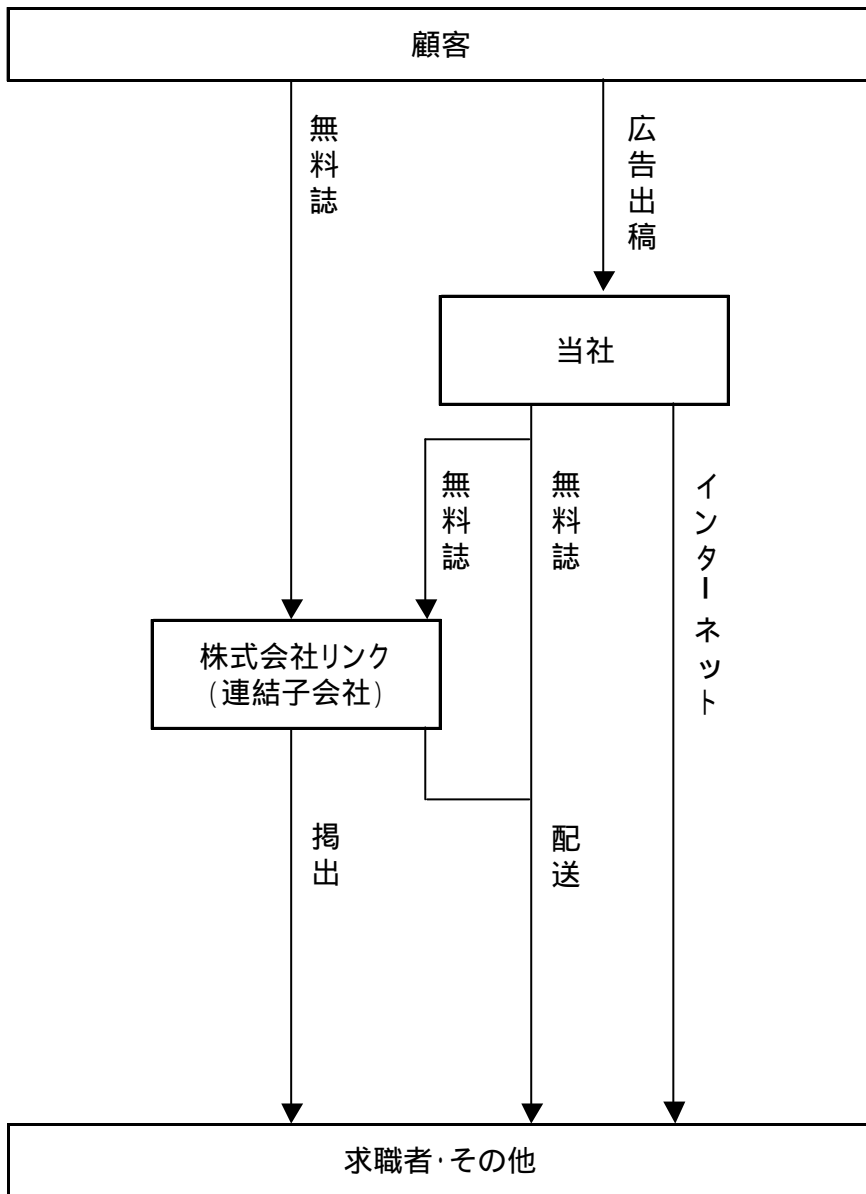 顧客
無料誌
広告出稿
当社
無料誌
無料誌
インターネット
株式会社リンク
(連結子会社)
掲出
配送
求職者・その他